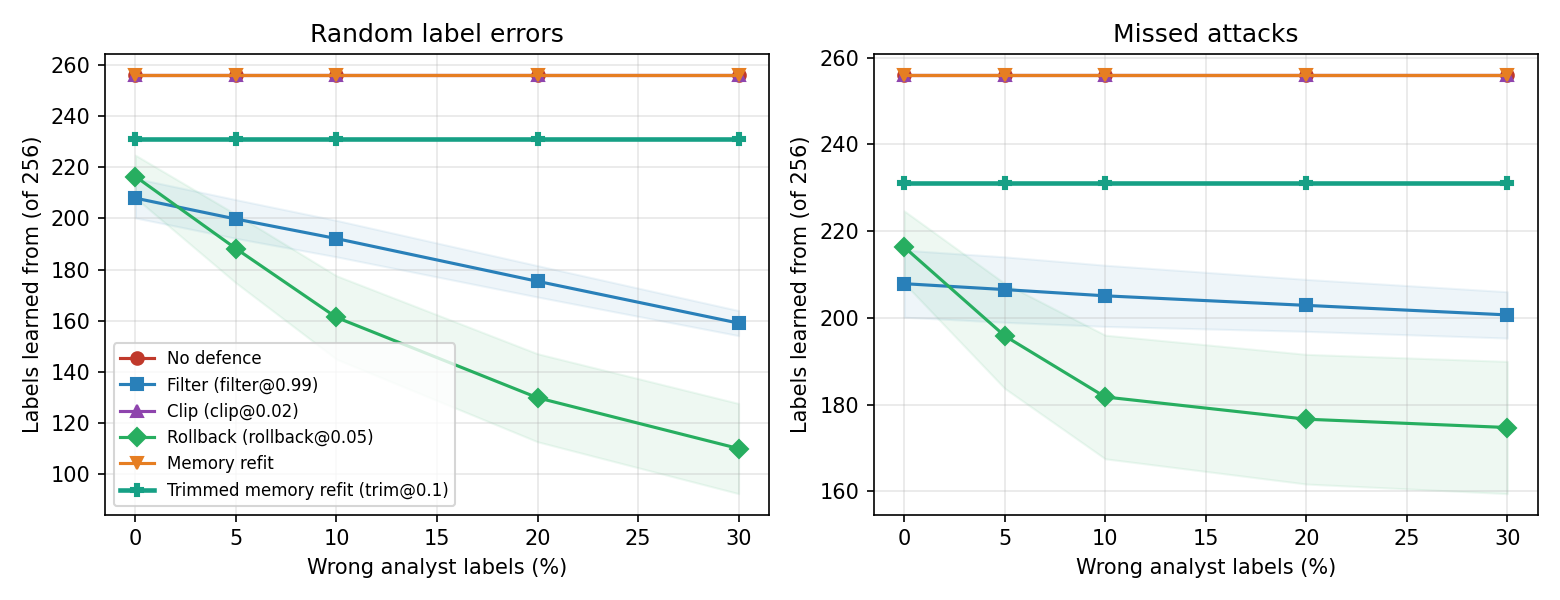 Random label errors
Labels learned from (of 256)
260
240
220
200
180
160
140
120
100
No defence
Filter (filter@0.99)
Clip (clip@0.02)
Rollback (rollback@0.05)
Memory refit
Trimmed memory refit (trim@0.1)
0 5 10 15 20 25 30
Wrong analyst labels (%)
Missed attacks
Labels learned from (of 256)
260
240
220
200
180
160
0 5 10 15 20 25 30
Wrong analyst labels (%)